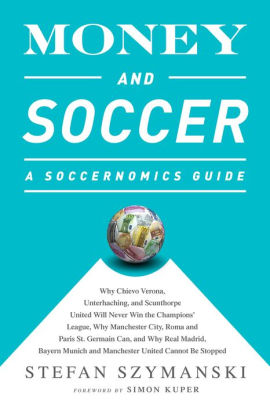 MONEY
AND
SOCCER
A SOCCERNOMICS GUIDE
Why Chievo Verona,
Unterhaching, and Scunthorpe
United Will Never Win the Champions'
League, Why Manchester City, Roma and
Paris St. Germain Can, and Why Real Madrid,
Bayern Munich and Manchester United Cannot Be Stopped
STEFAN SZYMANSKI
FOREWORD BY SIMON KUPER